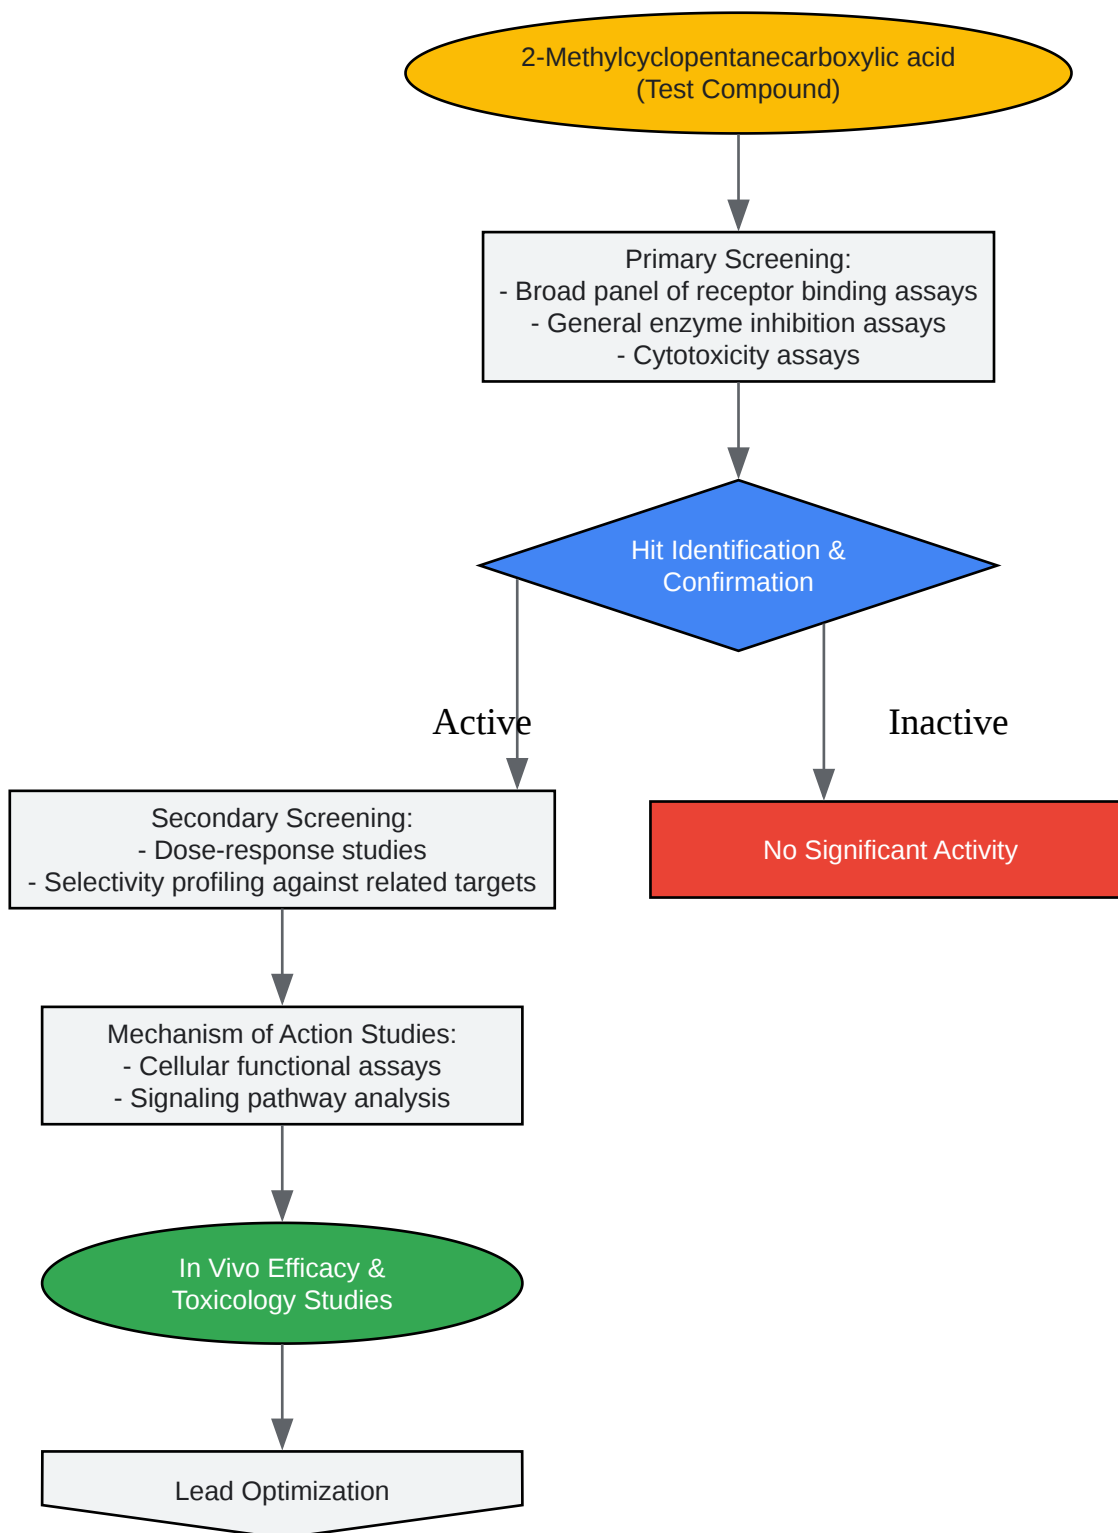 2-Methylcyclopentanecarboxylic acid
(Test Compound)
Primary Screening:
- Broad panel of receptor binding assays
- General enzyme inhibition assays
- Cytotoxicity assays
Hit Identification &
Confirmation
Active
Inactive
Secondary Screening:
- Dose-response studies
- Selectivity profiling against related targets
No Significant Activity
Mechanism of Action Studies:
- Cellular functional assays
- Signaling pathway analysis
In Vivo Efficacy &
Toxicology Studies
Lead Optimization